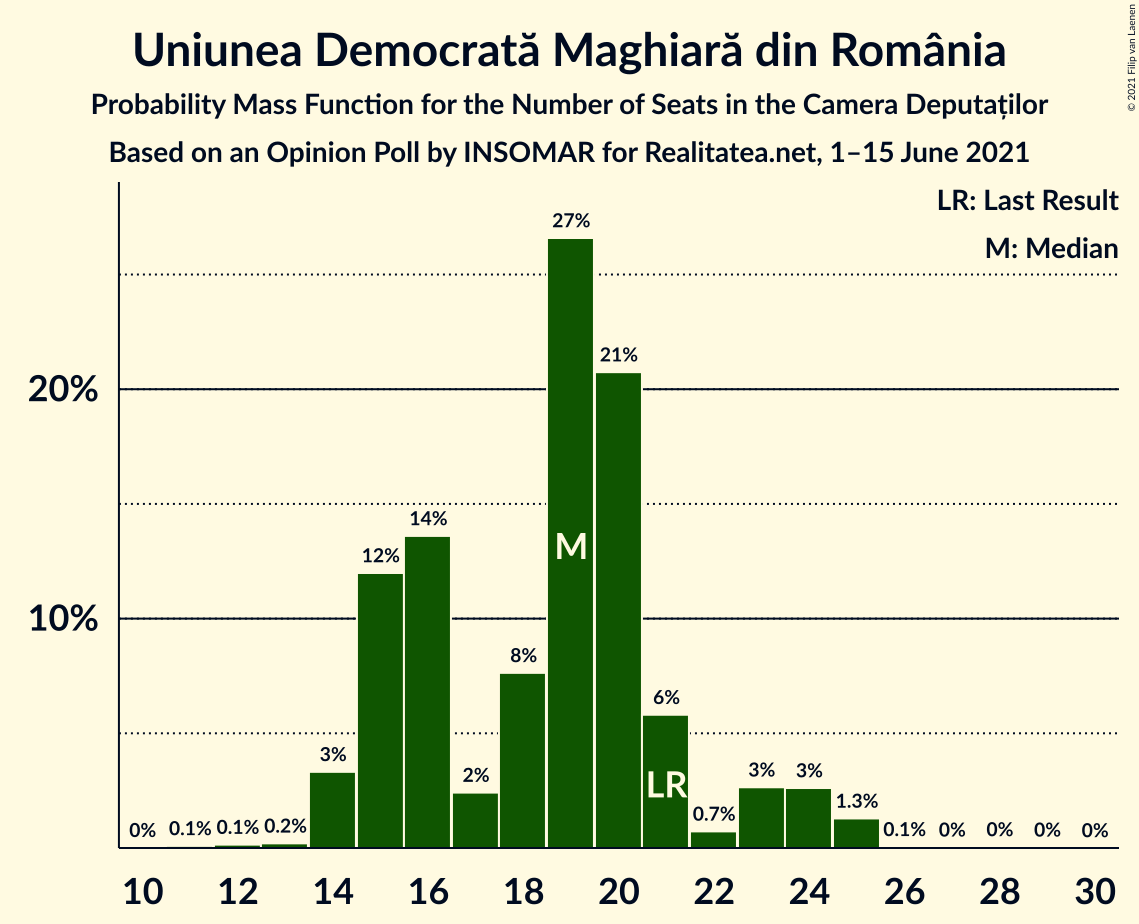 Uniunea Democrată Maghiară din România
Probability Mass Function for the Number of Seats in the Camera Deputaților
Based on an Opinion Poll by INSOMAR for Realitatea.net, 1–15 June 2021
© 2021 Filip van Laenen
LR: Last Result
M: Median
20%
10%
0%
0.1%
0.1%
0.2%
3%
12%
14%
2%
8%
27%
21%
6%
0.7%
3%
3%
1.3%
0.1%
0%
0%
0%
0%
M
LR
10 12 14 16 18 20 22 24 26 28 30